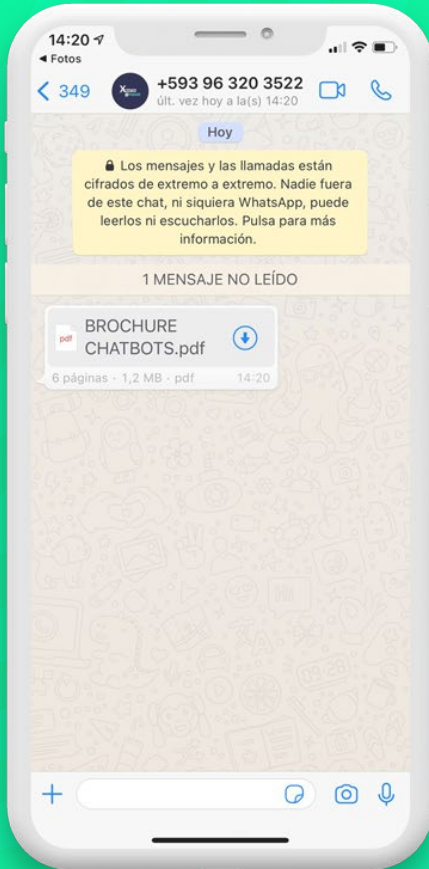 14:20
Fotos
349
+593 96 320 3522
últ. vez hoy a la(s) 14:20
Hoy
Los mensajes y las llamadas están
cifrados de extremo a extremo. Nadie fuera
de este chat, ni siquiera WhatsApp, puede
leerlos ni escucharlos. Pulsa para más
información.
1 MENSAJE NO LEÍDO
pdf
BROCHURE
CHATBOTS.pdf
6 páginas · 1,2 MB · pdf 14:20